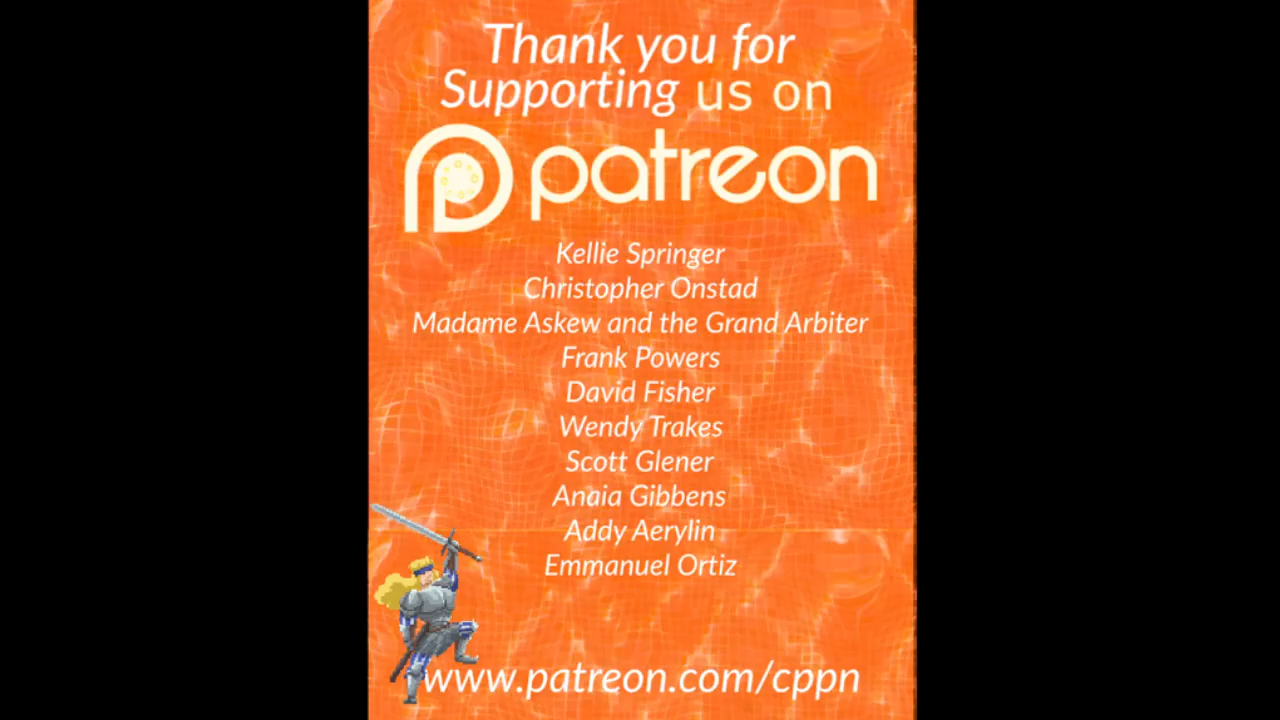 Thank you for
Supporting us on
patreon
Kellie Springer
Christopher Onstad
Madame Askew and the Grand Arbiter
Frank Powers
David Fisher
Wendy Trakes
Scott Glener
Anaia Gibbens
Addy Aerylin
Emmanuel Ortiz
www.patreon.com/cppn